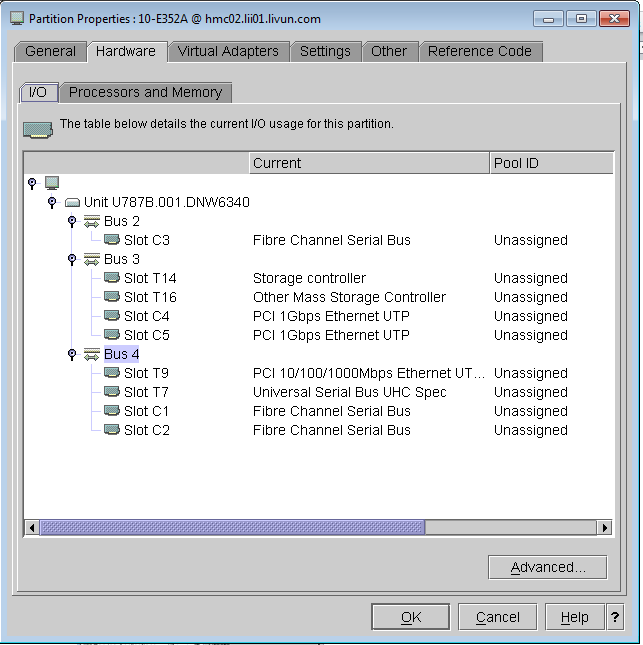 Partition Properties : 10-E352A @ hmc02.lii01.livun.com
General Hardware Virtual Adapters Settings Other Reference Code
I/O Processors and Memory
The table below details the current I/O usage for this partition.
Current Pool ID
Unit U787B.001.DNW6340
Bus 2
Slot C3 Fibre Channel Serial Bus Unassigned
Bus 3
Slot T14 Storage controller Unassigned
Slot T16 Other Mass Storage Controller Unassigned
Slot C4 PCI 1Gbps Ethernet UTP Unassigned
Slot C5 PCI 1Gbps Ethernet UTP Unassigned
Bus 4
Slot T9 PCI 10/100/1000Mbps Ethernet UT... Unassigned
Slot T7 Universal Serial Bus UHC Spec Unassigned
Slot C1 Fibre Channel Serial Bus Unassigned
Slot C2 Fibre Channel Serial Bus Unassigned
Advanced...
OK Cancel Help ?